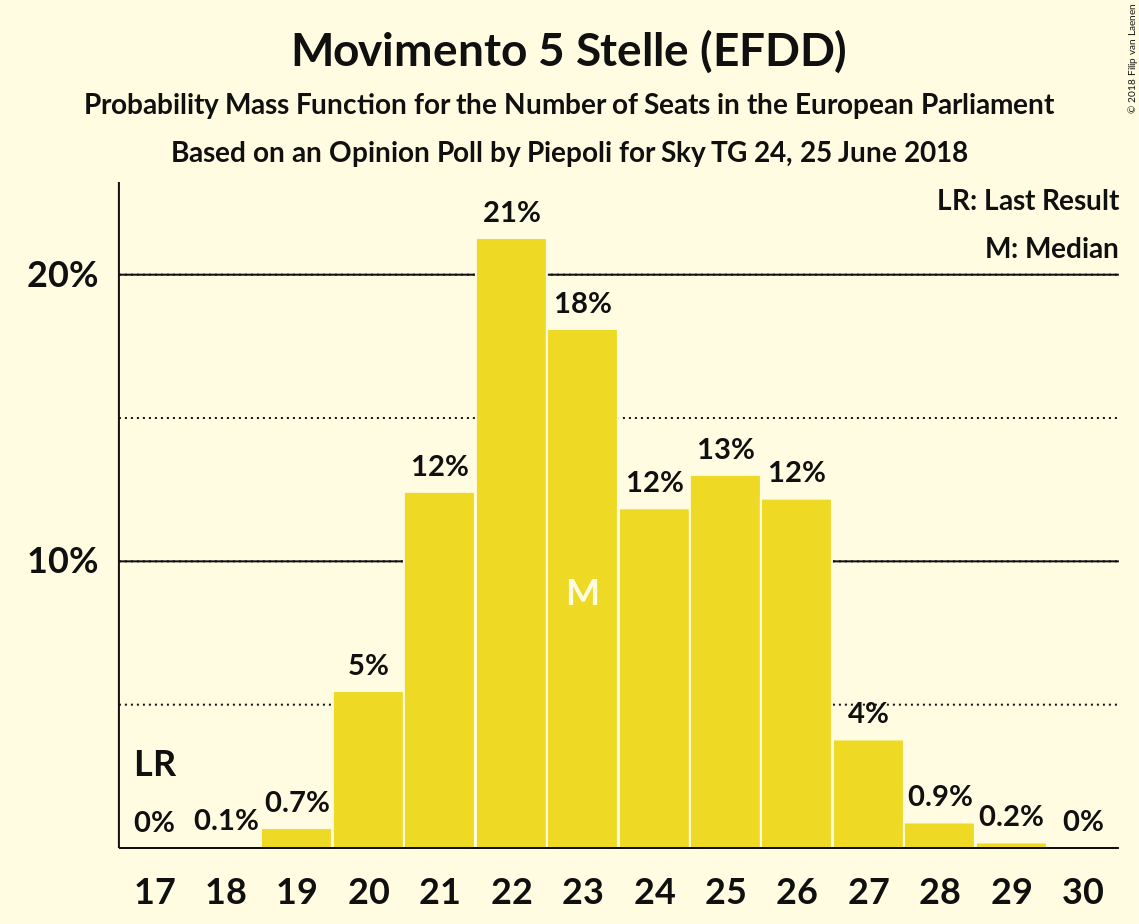 Movimento 5 Stelle (EFDD)
Probability Mass Function for the Number of Seats in the European Parliament
Based on an Opinion Poll by Piepoli for Sky TG 24, 25 June 2018
© 2018 Filip van Laenen
LR: Last Result
M: Median
20%
10%
LR
0%
0.1%
0.7%
5%
12%
21%
18%
M
12%
13%
12%
4%
0.9%
0.2%
0%
17 18 19 20 21 22 23 24 25 26 27 28 29 30